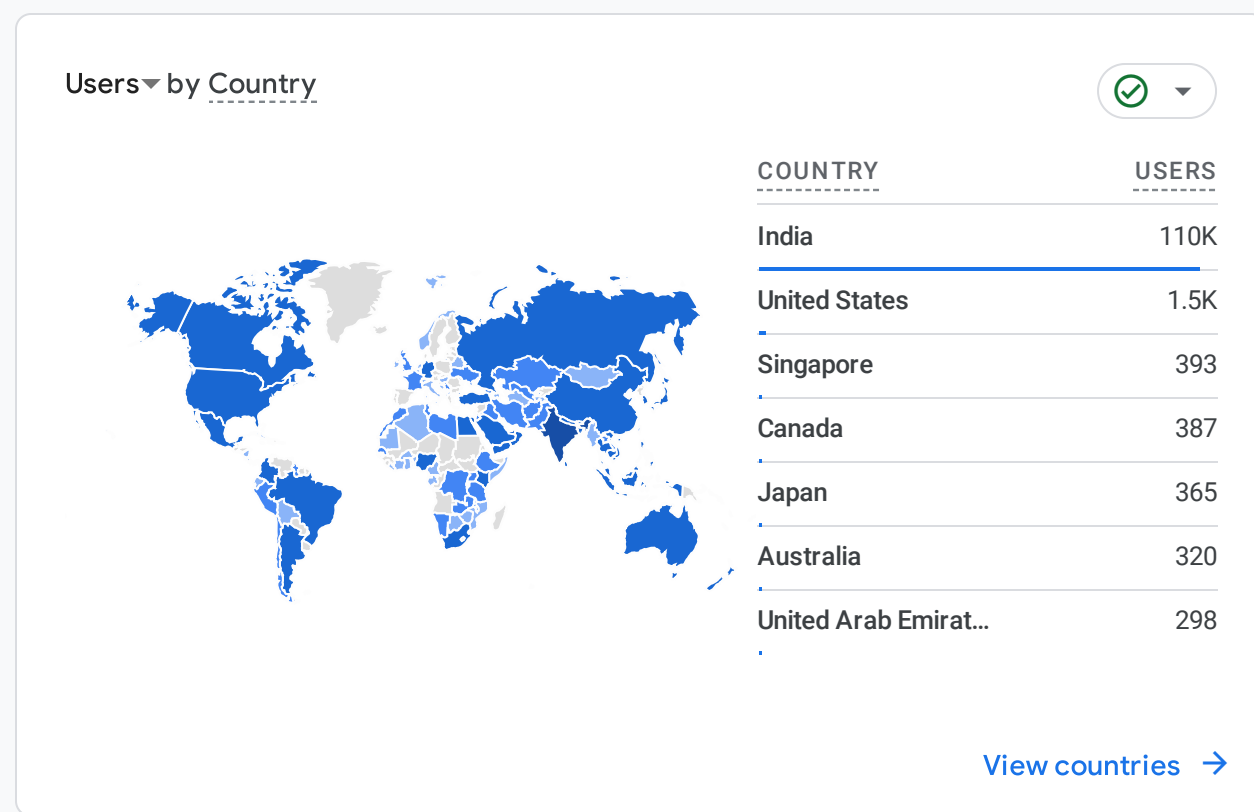 Users by Country
COUNTRY USERS
India 110K
United States 1.5K
Singapore 393
Canada 387
Japan 365
Australia 320
United Arab Emirat... 298
View countries